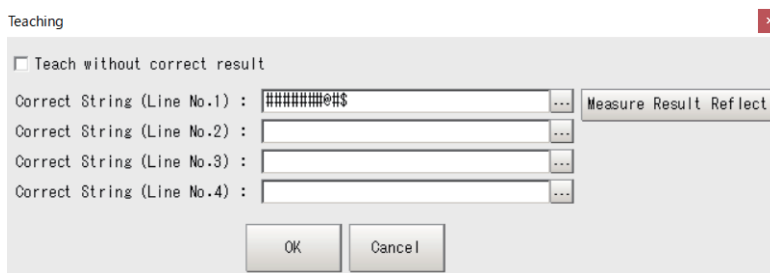 Teaching
Teach without correct result
Correct String (Line No.1) : ########@#$ ... Measure Result Reflect
Correct String (Line No.2) : ...
Correct String (Line No.3) : ...
Correct String (Line No.4) : ...
OK Cancel